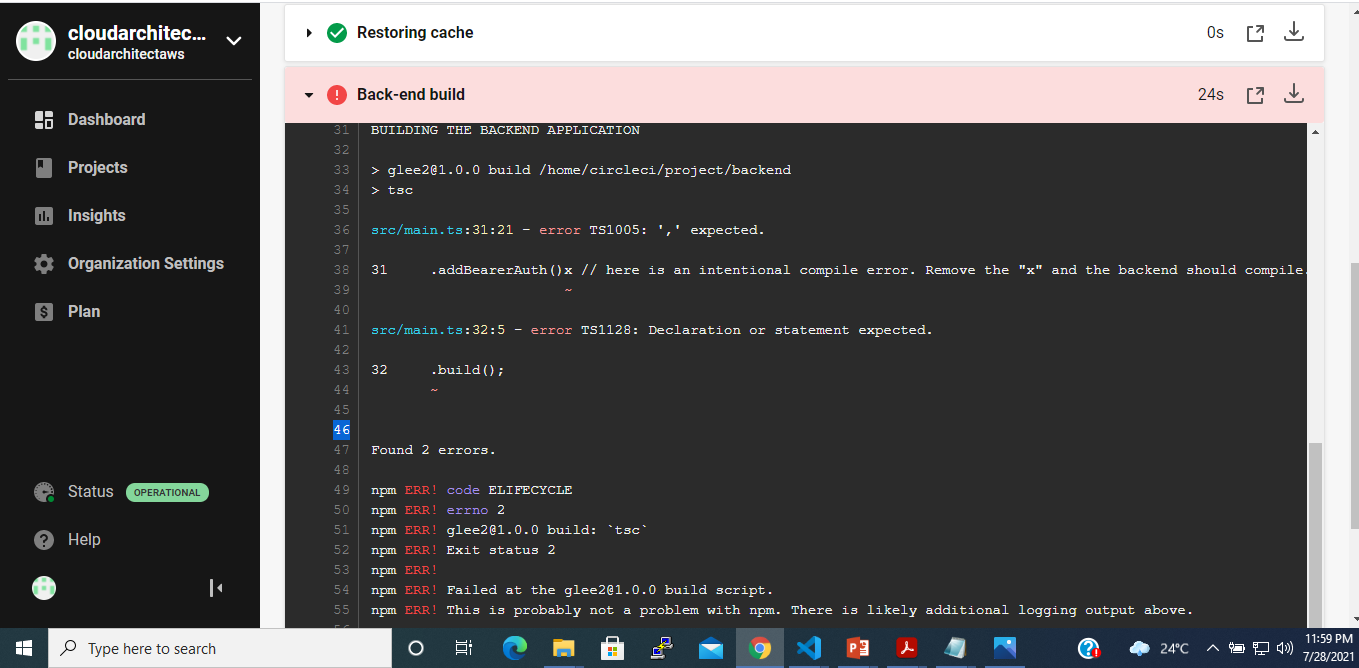 cloudarchitec...
cloudarchitectaws
Dashboard
Projects
Insights
Organization Settings
Plan
Status OPERATIONAL
Help
Restoring cache 0s
Back-end build 24s
31 BUILDING THE BACKEND APPLICATION
32
33 > glee2@1.0.0 build /home/circleci/project/backend
34 > tsc
35
36 src/main.ts:31:21 - error TS1005: ',' expected.
37
38 31 .addBearerAuth()x // here is an intentional compile error. Remove the "x" and the backend should compile.
39 ~
40
41 src/main.ts:32:5 - error TS1128: Declaration or statement expected.
42
43 32 .build();
44 ~
45
46
47 Found 2 errors.
48
49 npm ERR! code ELIFECYCLE
50 npm ERR! errno 2
51 npm ERR! glee2@1.0.0 build: `tsc`
52 npm ERR! Exit status 2
53 npm ERR!
54 npm ERR! Failed at the glee2@1.0.0 build script.
55 npm ERR! This is probably not a problem with npm. There is likely additional logging output above.
Type here to search
24°C
11:59 PM
7/28/2021